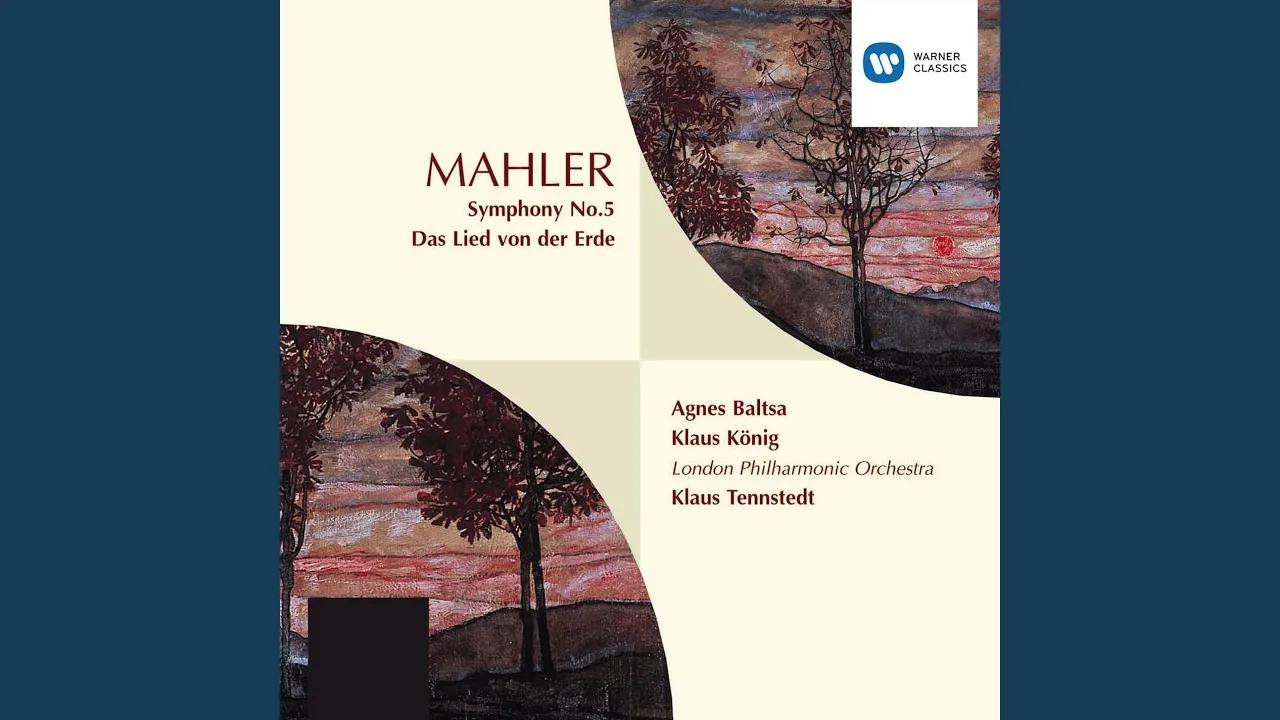 WARNER
CLASSICS
MAHLER
Symphony No.5
Das Lied von der Erde
Agnes Baltsa
Klaus König
London Philharmonic Orchestra
Klaus Tennstedt